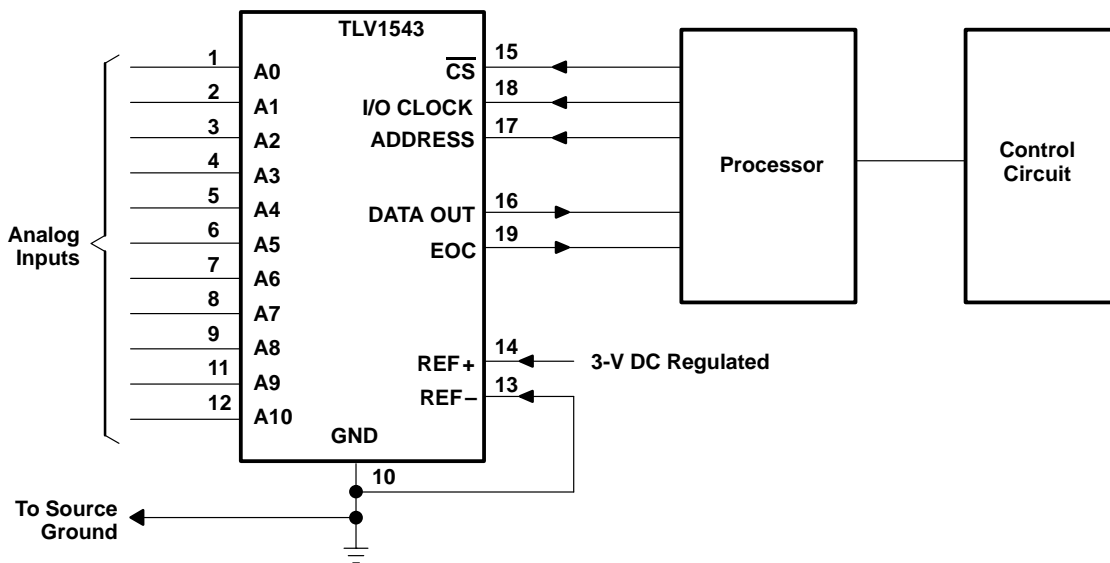 TLV1543
1
A0
2
A1
3
A2
4
A3
5
A4
6
A5
7
A6
8
A7
9
A8
11
A9
12
A10
Analog
Inputs
CS
15
I/O CLOCK
18
ADDRESS
17
DATA OUT
16
EOC
19
REF+
14
3-V DC Regulated
REF–
13
GND
10
To Source
Ground
Processor
Control
Circuit